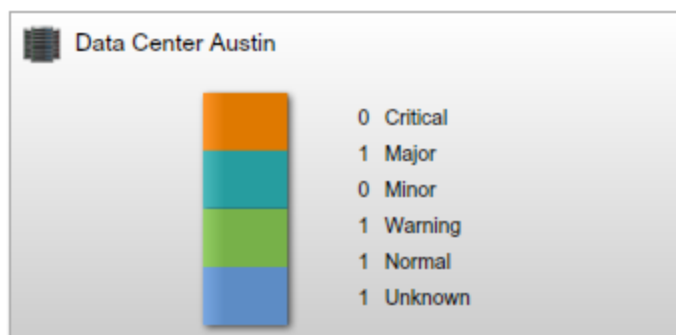 Data Center Austin
0 Critical
1 Major
0 Minor
1 Warning
1 Normal
1 Unknown